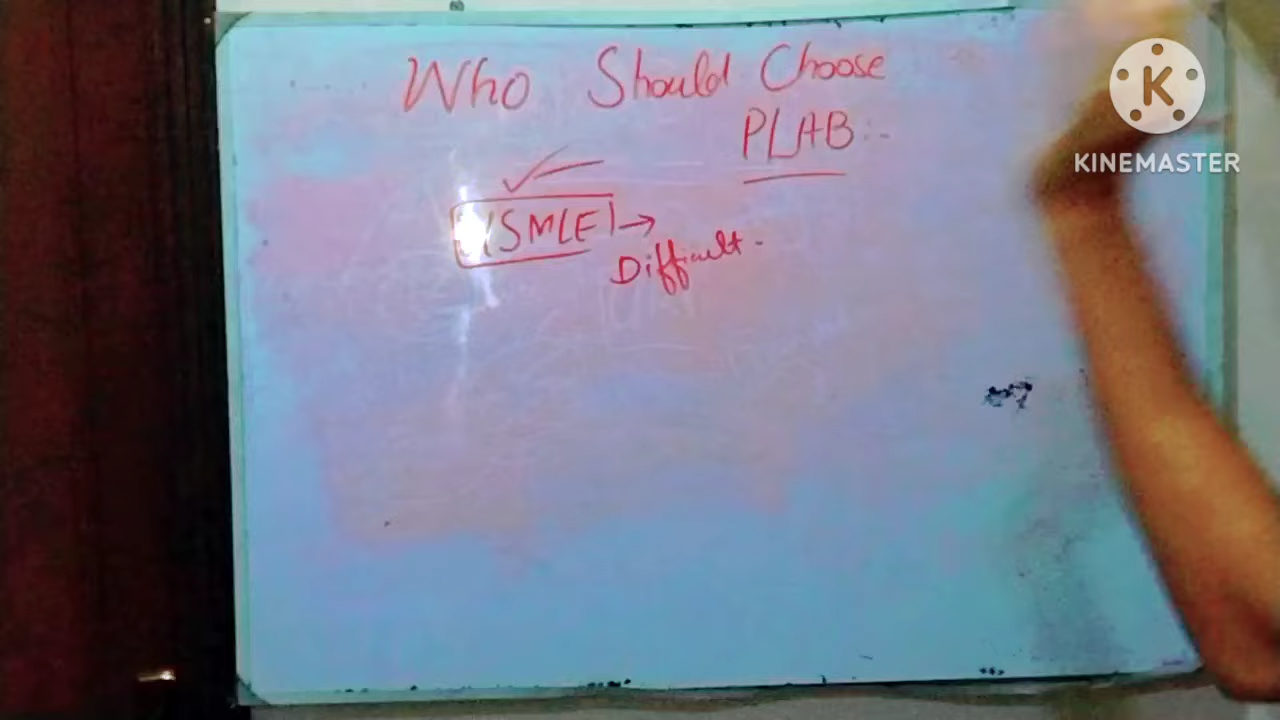 Who Should Choose
PLAB :-
USMLE →
Difficult -
K
KINEMASTER